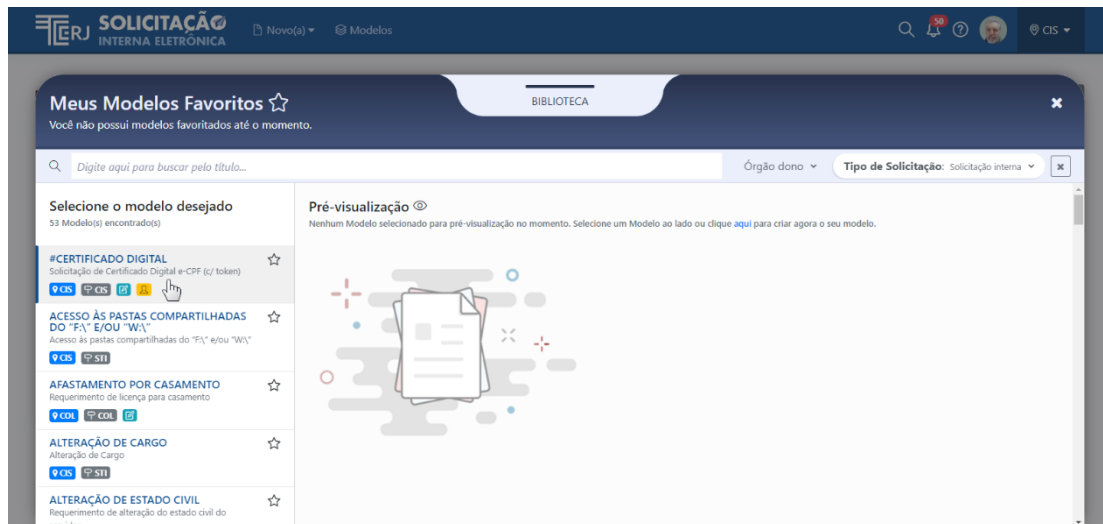 TCERJ SOLICITAÇÃO
INTERNA ELETRÔNICA
Novo(a)
Modelos
50
CIS
Meus Modelos Favoritos
Você não possui modelos favoritados até o momento.
BIBLIOTECA
Digite aqui para buscar pelo título...
Órgão dono
Tipo de Solicitação: Solicitação interna
Selecione o modelo desejado
53 Modelo(s) encontrado(s)
#CERTIFICADO DIGITAL
Solicitação de Certificado Digital e-CPF (c/ token)
CIS CIS
ACESSO ÀS PASTAS COMPARTILHADAS
DO "F:\" E/OU "W:\"
Acesso às pastas compartilhadas do "F:\" e/ou "W:\"
CIS STI
AFASTAMENTO POR CASAMENTO
Requerimento de licença para casamento
COL COL
ALTERAÇÃO DE CARGO
Alteração de Cargo
CIS STI
ALTERAÇÃO DE ESTADO CIVIL
Requerimento de alteração do estado civil do
Pré-visualização
Nenhum Modelo selecionado para pré-visualização no momento. Selecione um Modelo ao lado ou clique aqui para criar agora o seu modelo.